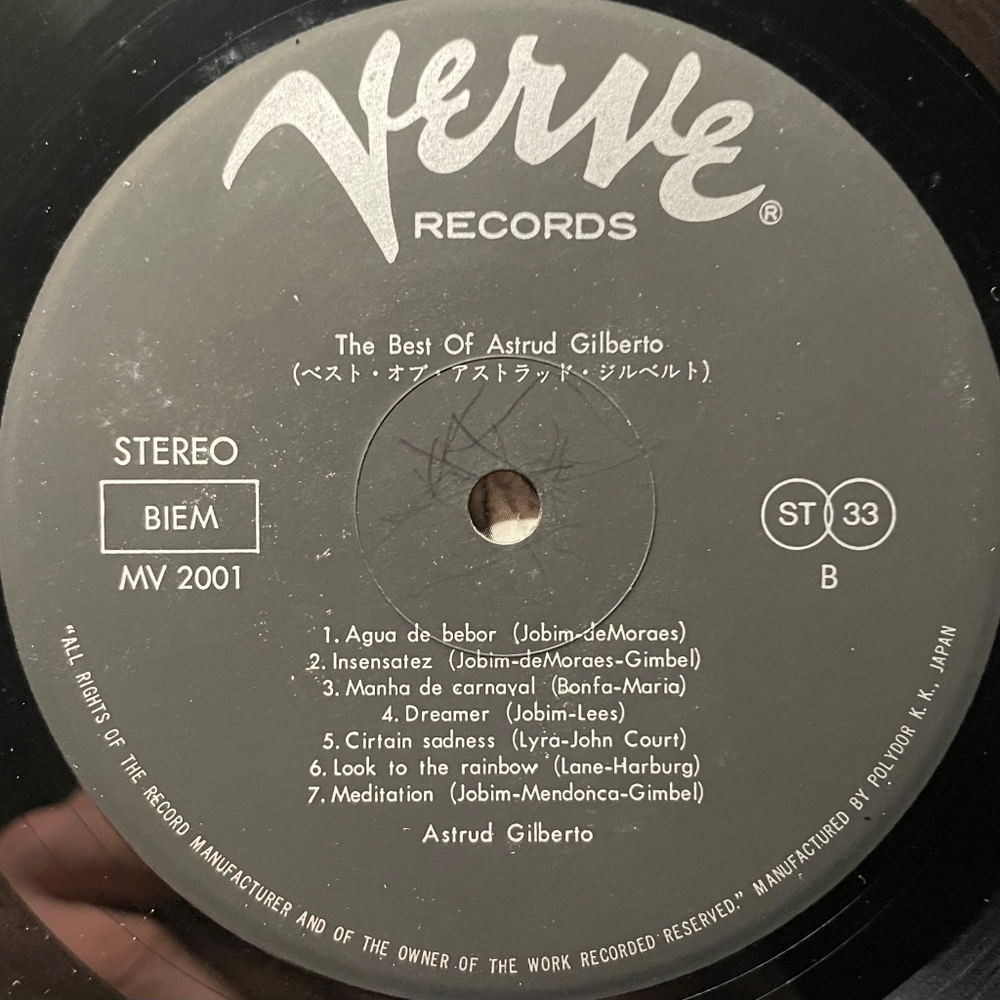 Verve ®
RECORDS
The Best Of Astrud Gilberto
(ベスト・オブ・アストラッド・ジルベルト)
STEREO
BIEM
MV 2001
ST 33
B
1. Agua de bebor (Jobim-deMoraes)
2. Insensatez (Jobim-deMoraes-Gimbel)
3. Manha de carnaval (Bonfa-Maria)
4. Dreamer (Jobim-Lees)
5. Cirtain sadness (Lyra-John Court)
6. Look to the rainbow (Lane-Harburg)
7. Meditation (Jobim-Mendonca-Gimbel)
Astrud Gilberto
“ALL RIGHTS OF THE RECORD MANUFACTURER AND OF THE OWNER OF THE WORK RECORDED RESERVED.” MANUFACTURED BY POLYDOR K. K., JAPAN